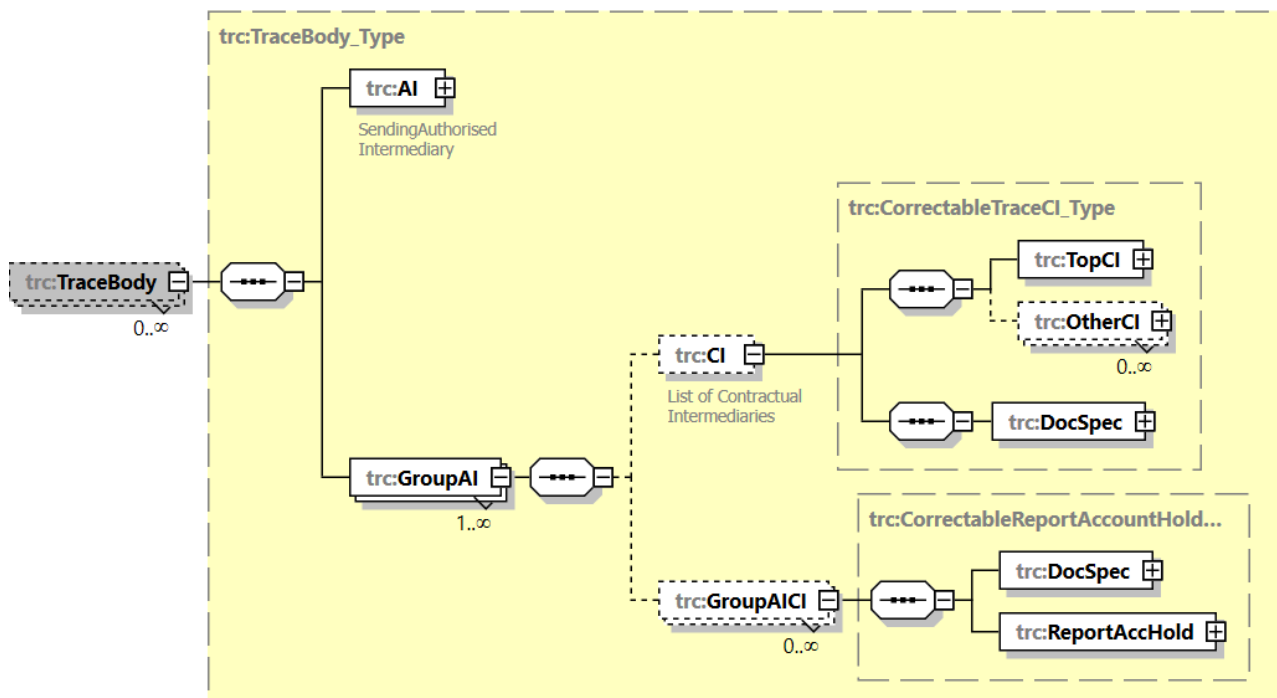 trc:TraceBody_Type
trc:AI
SendingAuthorised
Intermediary
trc:CorrectableTraceCI_Type
trc:TopCI
trc:TraceBody
0..∞
trc:OtherCI
0..∞
trc:CI
List of Contractual
Intermediaries
trc:DocSpec
trc:GroupAI
1..∞
trc:CorrectableReportAccountHold...
trc:DocSpec
trc:GroupAICI
0..∞
trc:ReportAccHold